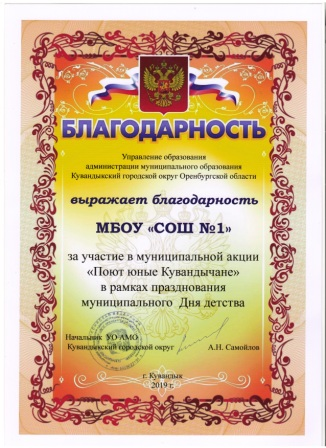 БЛАГОДАРНОСТЬ
Управление образования
администрации муниципального образования
Кувандыкский городской округ Оренбургской области
выражает благодарность
МБОУ «СОШ №1»
за участие в муниципальной акции
«Поют юные Кувандычане»
в рамках празднования
муниципального Дня детства
Начальник УО АМО
Кувандыкский городской округ А.Н. Самойлов
г. Кувандык
2019 г.